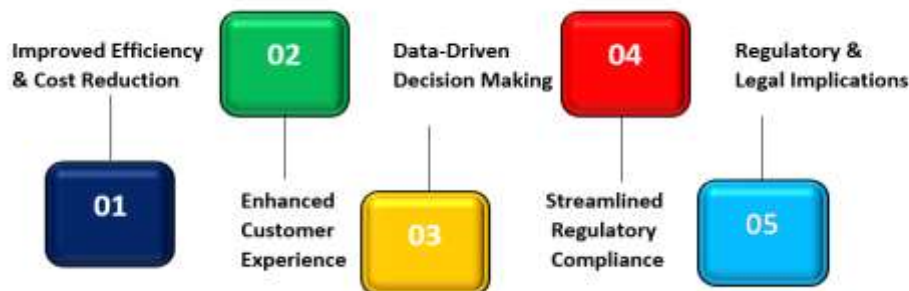 Improved Efficiency
& Cost Reduction
01
02
Enhanced
Customer
Experience
Data-Driven
Decision Making
03
04
Streamlined
Regulatory
Compliance
Regulatory &
Legal Implications
05